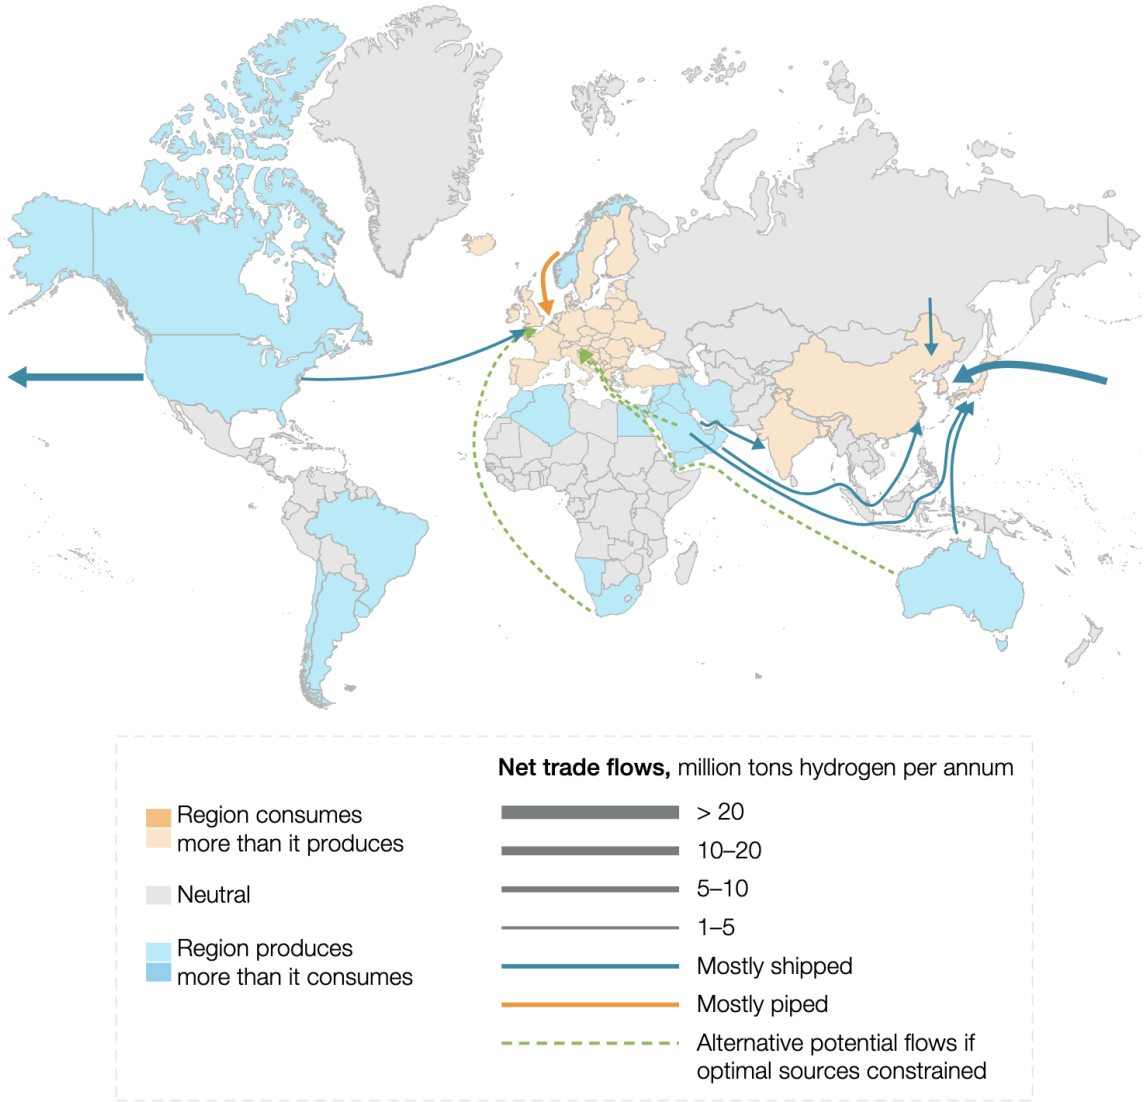 Net trade flows, million tons hydrogen per annum
Region consumes
more than it produces
Neutral
Region produces
more than it consumes
> 20
10–20
5–10
1–5
Mostly shipped
Mostly piped
Alternative potential flows if
optimal sources constrained